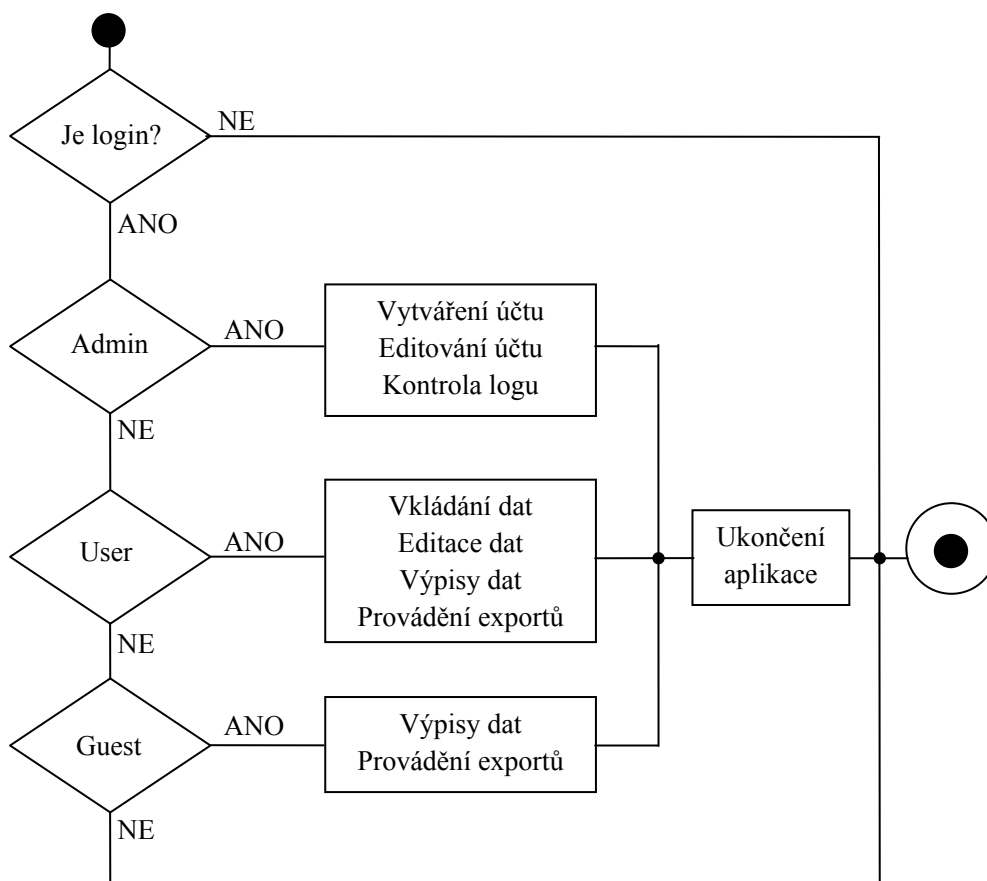 Je login?
NE
ANO
Admin
ANO
Vytváření účtu
Editování účtu
Kontrola logu
NE
User
ANO
Vkládání dat
Editace dat
Výpisy dat
Provádění exportů
Ukončení
aplikace
NE
Guest
ANO
Výpisy dat
Provádění exportů
NE